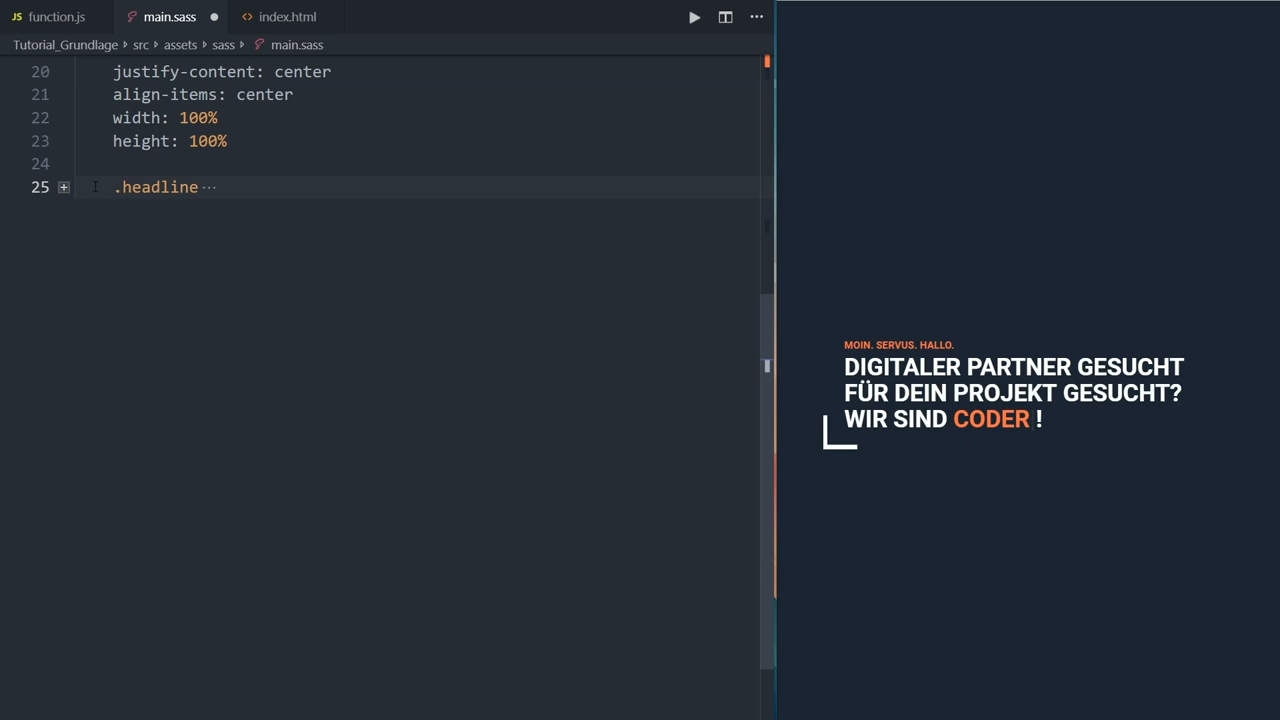 JS function.js
main.sass
<> index.html
Tutorial_Grundlage
src
assets
sass
main.sass
20 justify-content: center
21 align-items: center
22 width: 100%
23 height: 100%
24
25 .headline ···
MOIN. SERVUS. HALLO.
DIGITALER PARTNER GESUCHT
FÜR DEIN PROJEKT GESUCHT?
WIR SIND CODER !